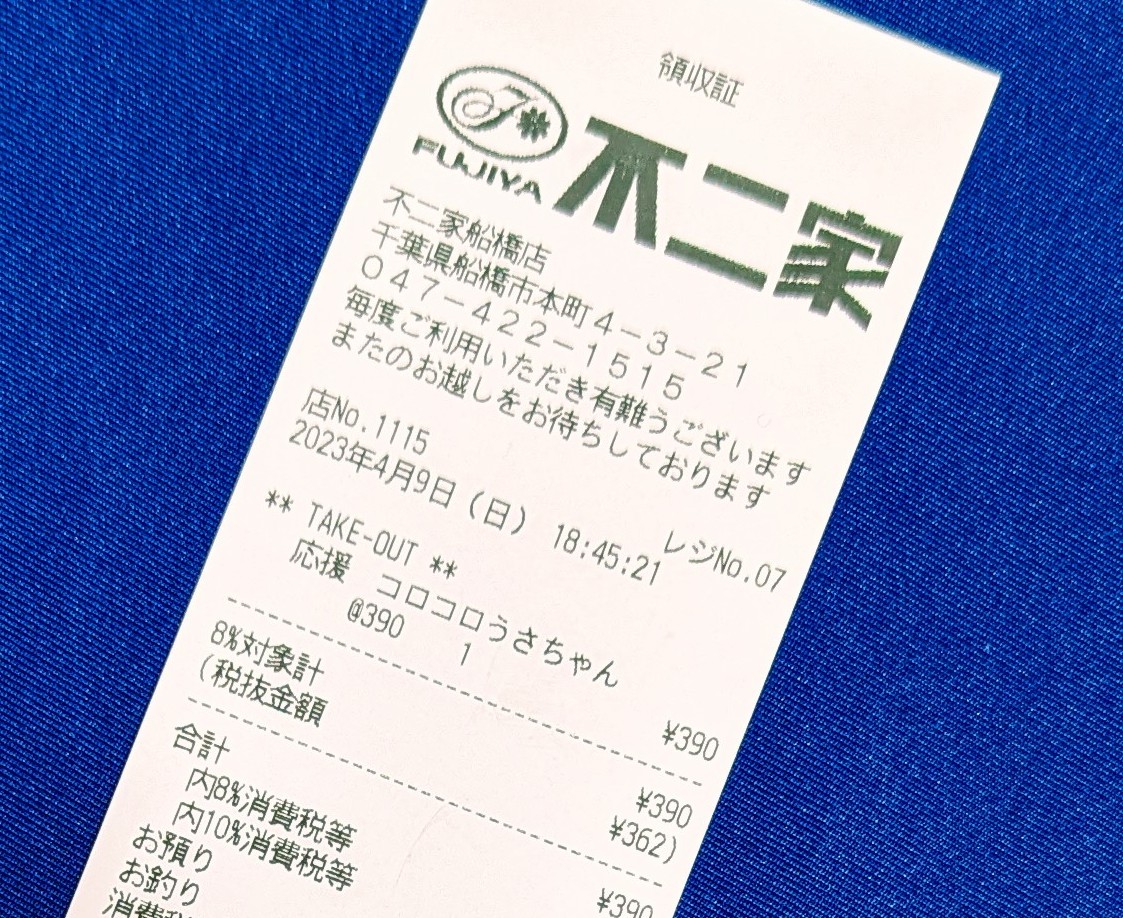 領収証
FUJIYA 不二家
不二家船橋店
千葉県船橋市本町4-3-21
047-422-1515
毎度ご利用いただき有難うございます
またのお越しをお待ちしております
店No.1115 レジNo.07
2023年4月9日(日) 18:45:21
** TAKE-OUT **
応援 コロコロうさちゃん
@390 1 ¥390
8%対象計 ¥390
(税抜金額 ¥362)
合計 ¥390
内8%消費税等
内10%消費税等
お預り
お釣り
消費税